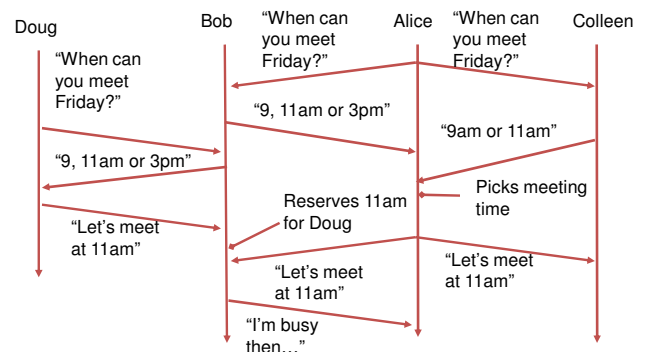 Doug
Bob
Alice
Colleen
“When can
you meet
Friday?”
“When can
you meet
Friday?”
“When can
you meet
Friday?”
“9, 11am or 3pm”
“9am or 11am”
“9, 11am or 3pm”
Picks meeting
time
Reserves 11am
for Doug
“Let’s meet
at 11am”
“Let’s meet
at 11am”
“Let’s meet
at 11am”
“I’m busy
then…”